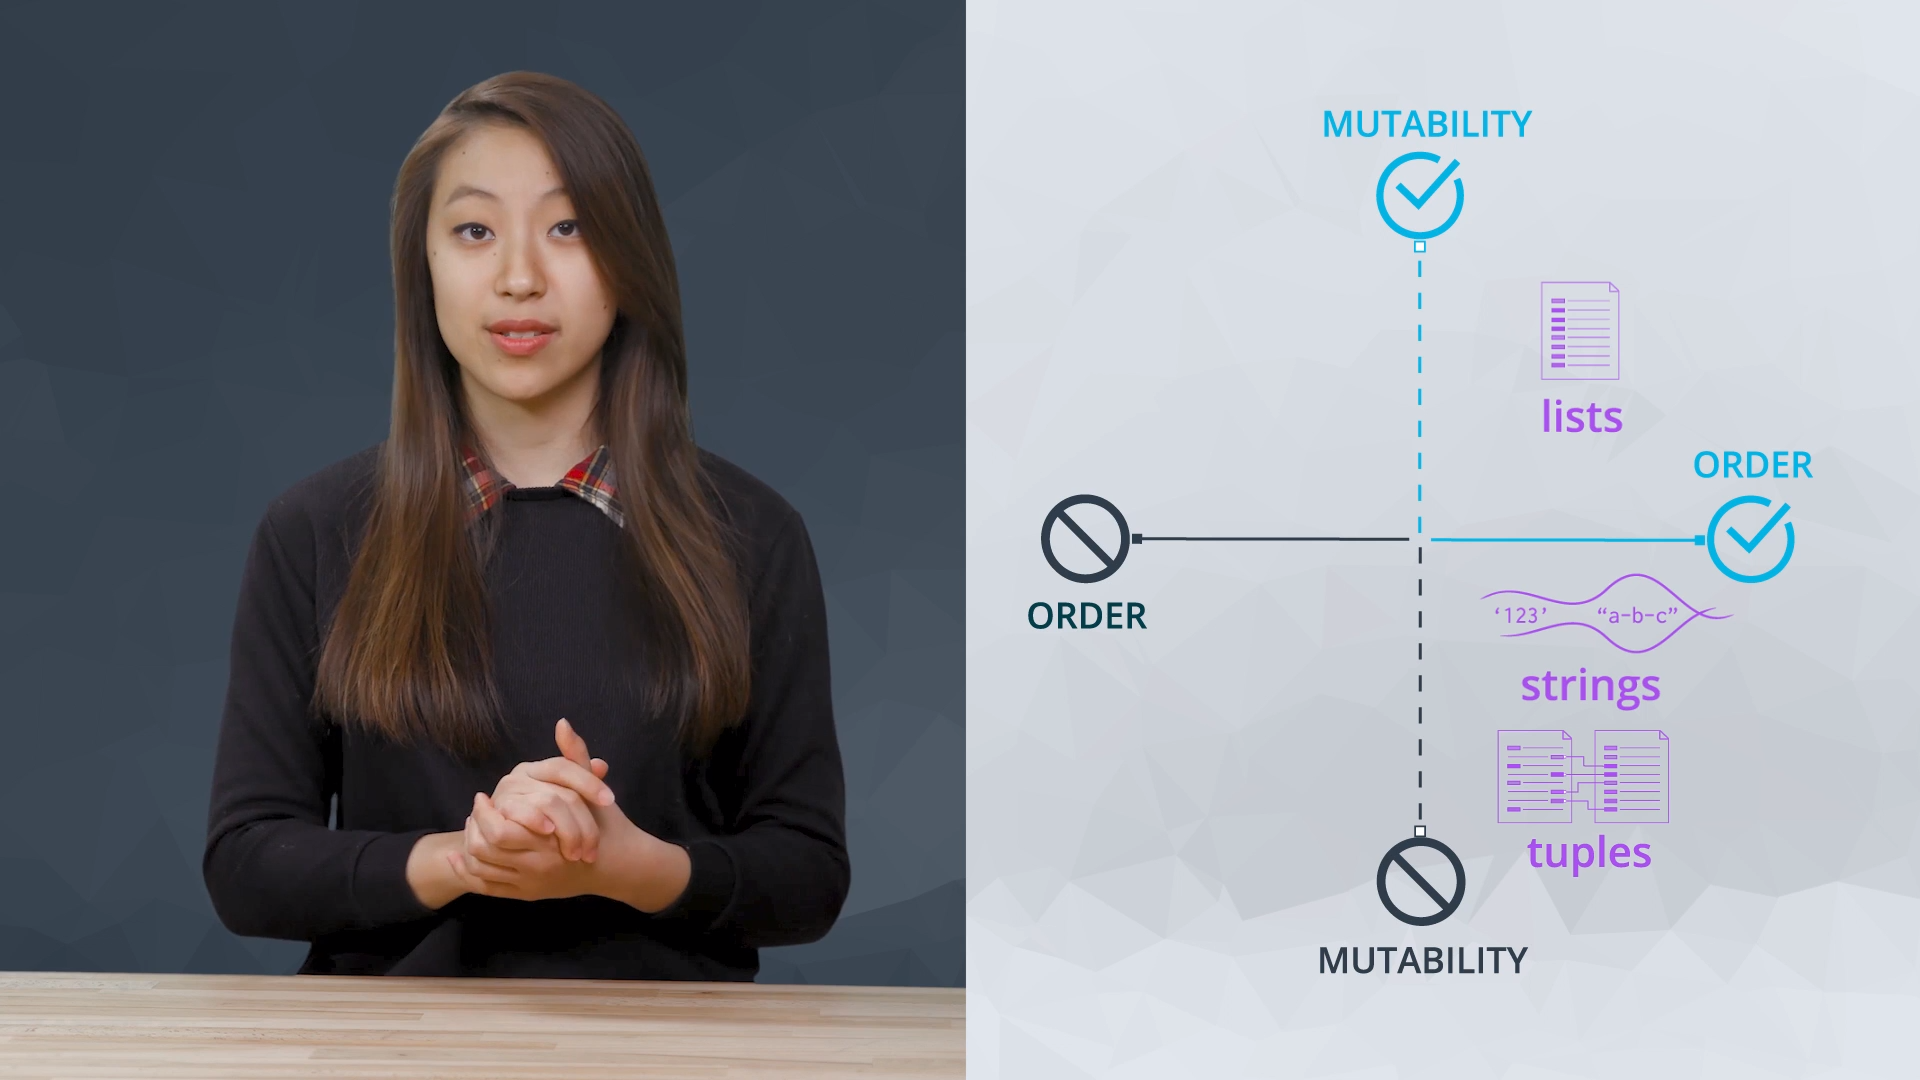 MUTABILITY
lists
ORDER
ORDER
‘123’ “a-b-c”
strings
tuples
MUTABILITY